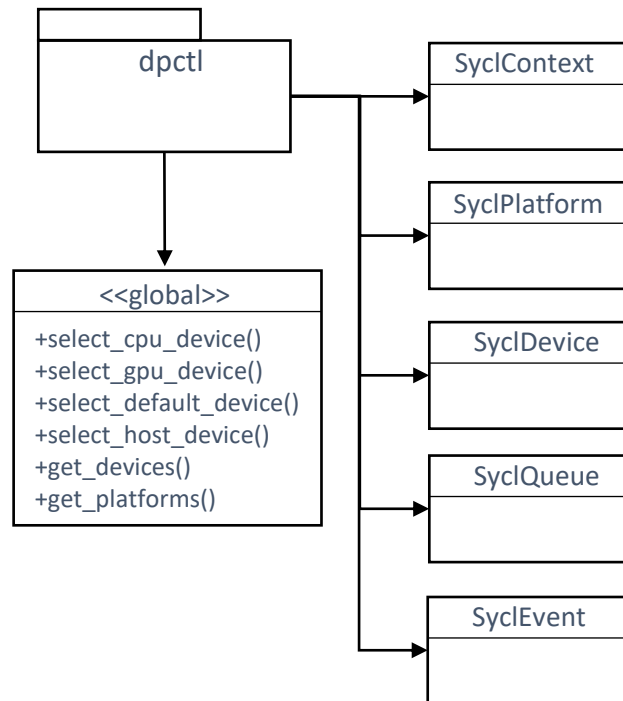 dpctl
<<global>>
+select_cpu_device()
+select_gpu_device()
+select_default_device()
+select_host_device()
+get_devices()
+get_platforms()
SyclContext
SyclPlatform
SyclDevice
SyclQueue
SyclEvent